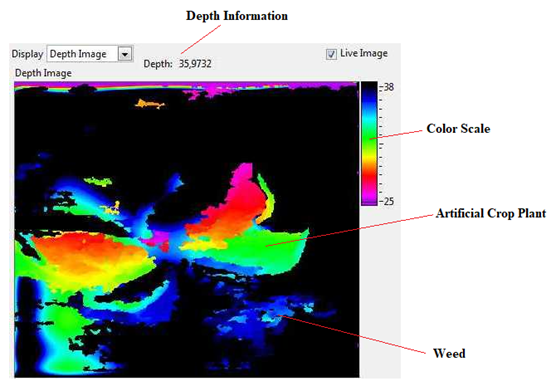 Depth Information
Display Depth Image
Depth: 35,9732
Live Image
Depth Image
38
Color Scale
-25
Artificial Crop Plant
Weed